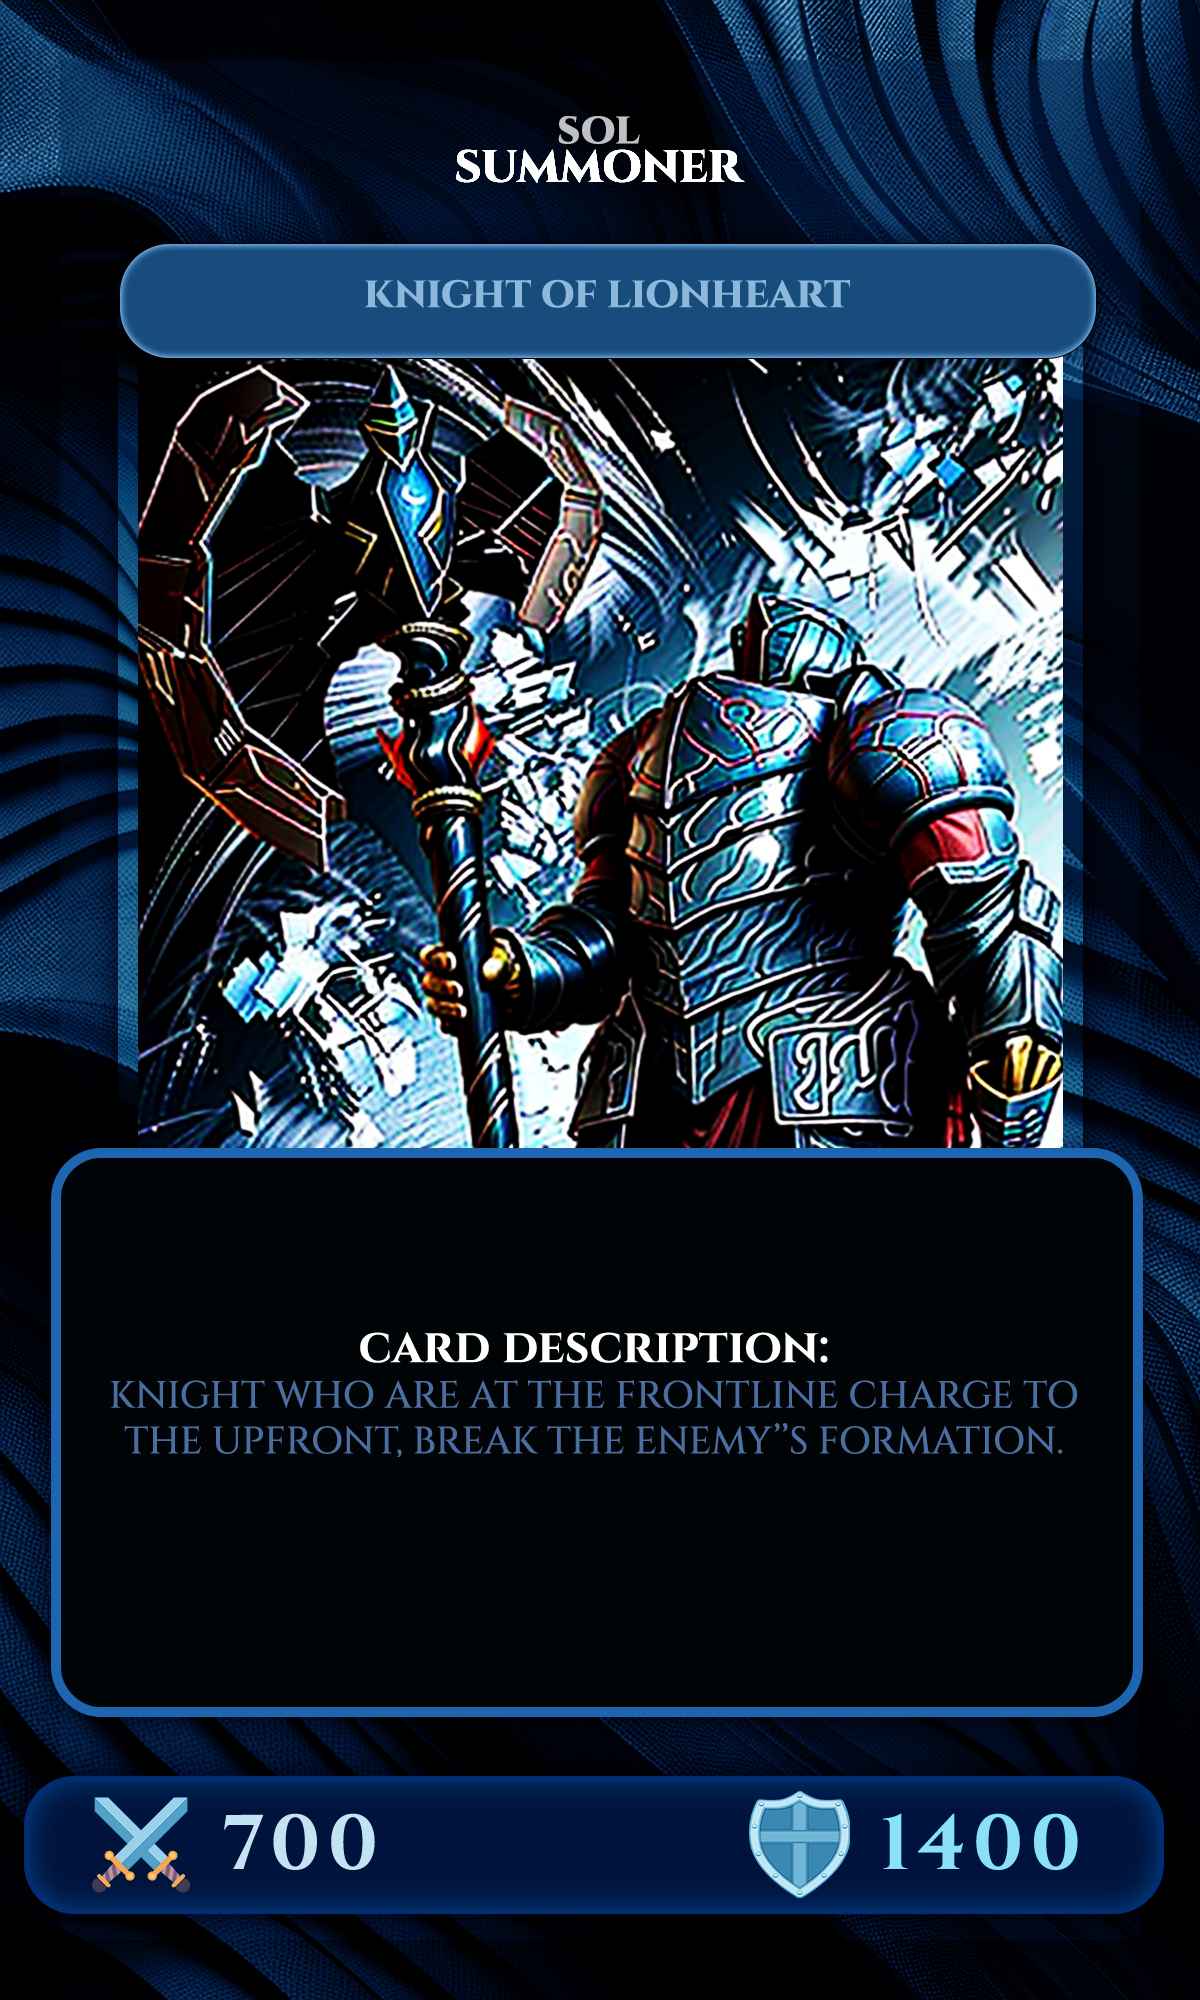 SOL
SUMMONER
KNIGHT OF LIONHEART
CARD DESCRIPTION:
KNIGHT WHO ARE AT THE FRONTLINE CHARGE TO
THE UPFRONT, BREAK THE ENEMY’’S FORMATION.
700
1400